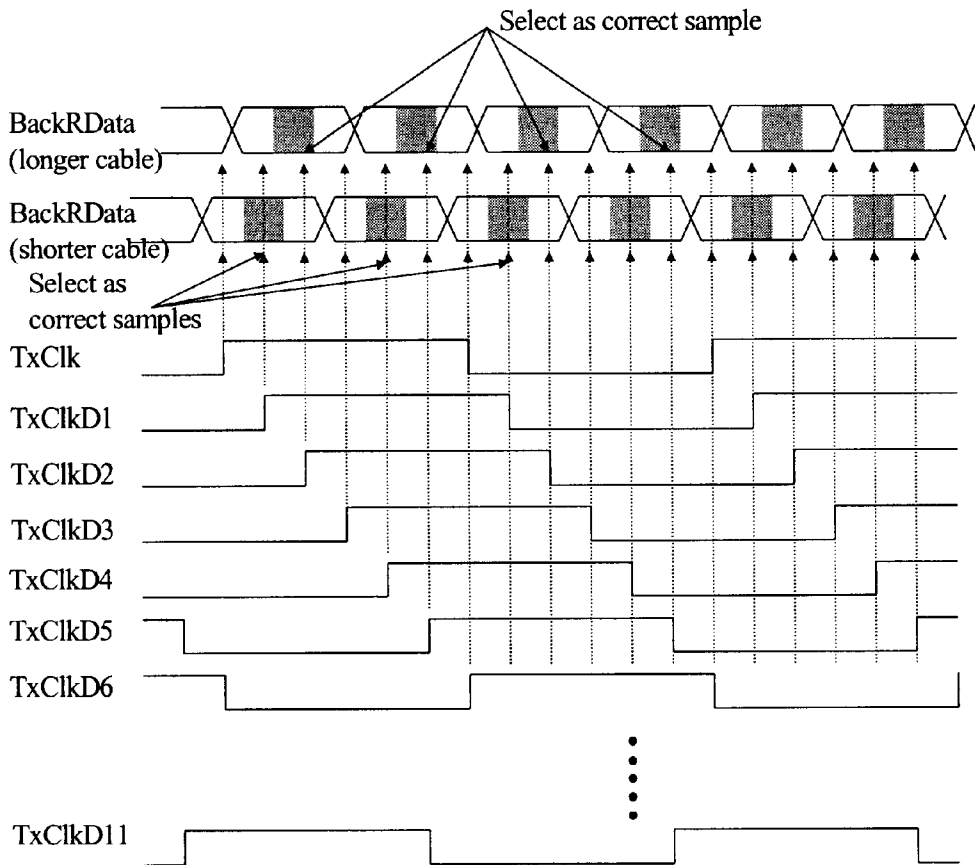 Select as correct sample
BackRData
(longer cable)
BackRData
(shorter cable)
Select as
correct samples
TxClk
TxClkD1
TxClkD2
TxClkD3
TxClkD4
TxClkD5
TxClkD6
TxClkD11